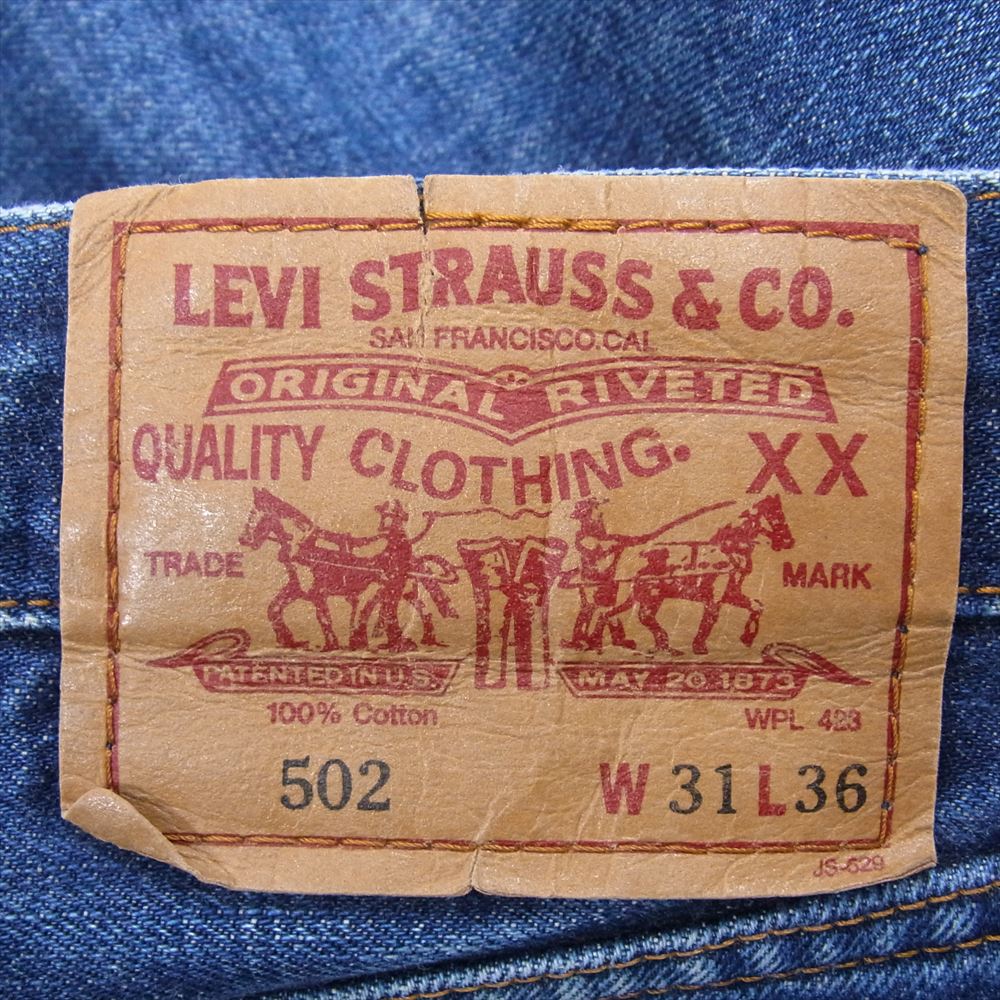 LEVI STRAUSS & CO.
SAN FRANCISCO, CAL
ORIGINAL RIVETED
QUALITY CLOTHING. XX
TRADE MARK
PATENTED IN U.S. MAY 20 1873
100% Cotton WPL 423
502 W 31 L 36
JS-529